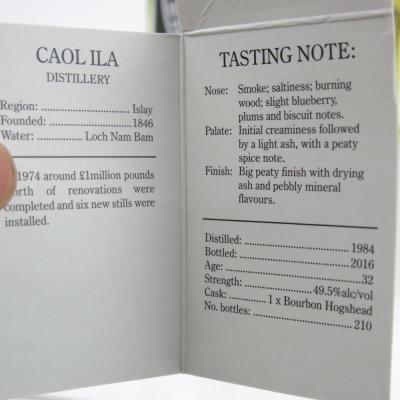 CAOL ILA
DISTILLERY
Region: ............................ Islay
Founded: ............................ 1846
Water: ................ Loch Nam Bam
1974 around £1million pounds
of renovations were
completed and six new stills were
installed.
TASTING NOTE:
Nose: Smoke; saltiness; burning
wood; slight blueberry,
plums and biscuit notes.
Palate: Initial creaminess followed
by a light ash, with a peaty
spice note.
Finish: Big peaty finish with drying
ash and pebbly mineral
flavours.
Distilled: .................................... 1984
Bottled: ...................................... 2016
Age: ............................................... 32
Strength: ........................ 49.5%alc/vol
Cask: ............. 1 x Bourbon Hogshead
No. bottles: .................................. 210